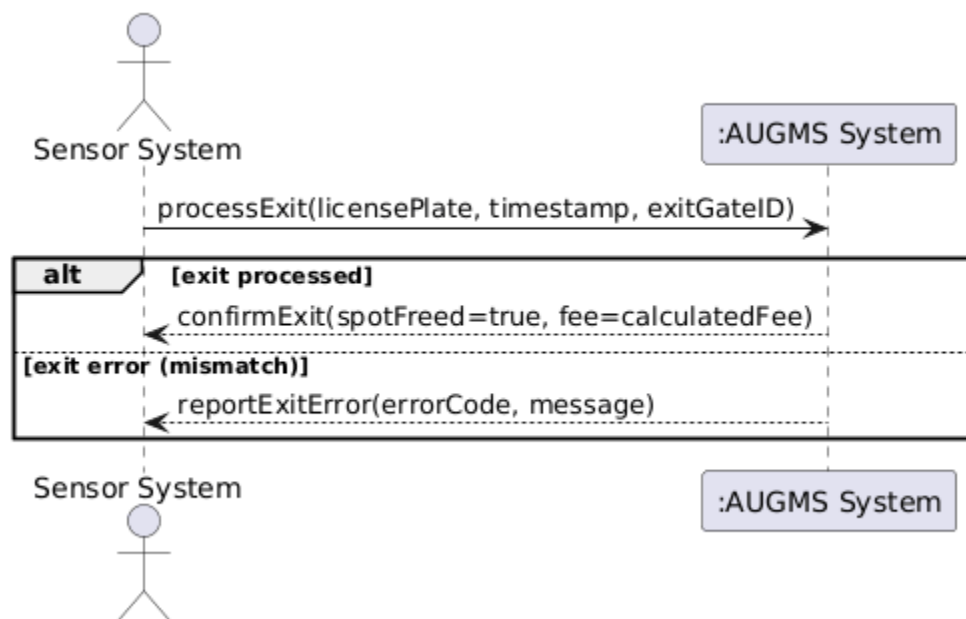 Sensor System
:AUGMS System
processExit(licensePlate, timestamp, exitGateID)
alt [exit processed]
confirmExit(spotFreed=true, fee=calculatedFee)
[exit error (mismatch)]
reportExitError(errorCode, message)
Sensor System
:AUGMS System